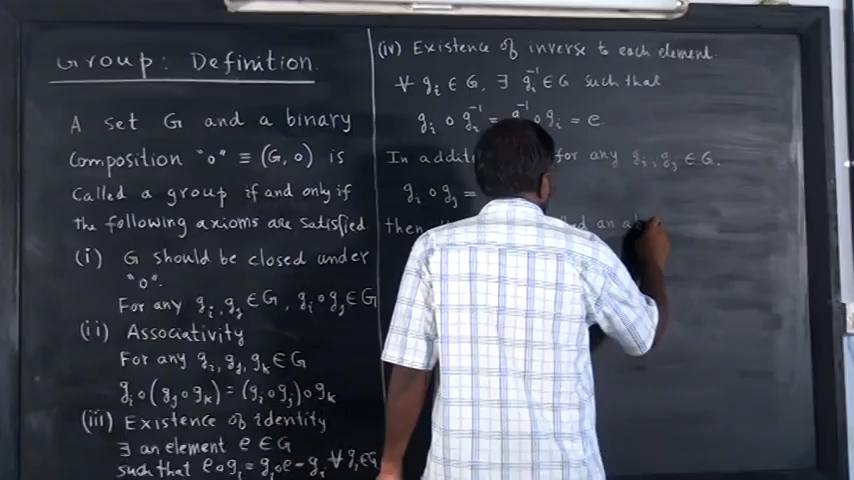 Group: Definition
A set G and a binary
Composition "o" ≡ (G, o) is
Called a group if and only if
the following axioms are satisfied
(i) G should be closed under
"o".
For any gi, gj ∈ G, gi o gj ∈ G
(ii) Associativity
For any gi, gj, gk ∈ G
gi o (gj o gk) = (gi o gj) o gk
(iii) Existence of identity
∃ an element e ∈ G
such that e o gi = gi o e = gi, ∀ gi ∈ G
(iv) Existence of inverse to each element.
∀ gi ∈ G, ∃ gi⁻¹ ∈ G such that
gi o gi⁻¹ = gi⁻¹ o gi = e
In for any gi, gj ∈ G.
gi o gj =
then an